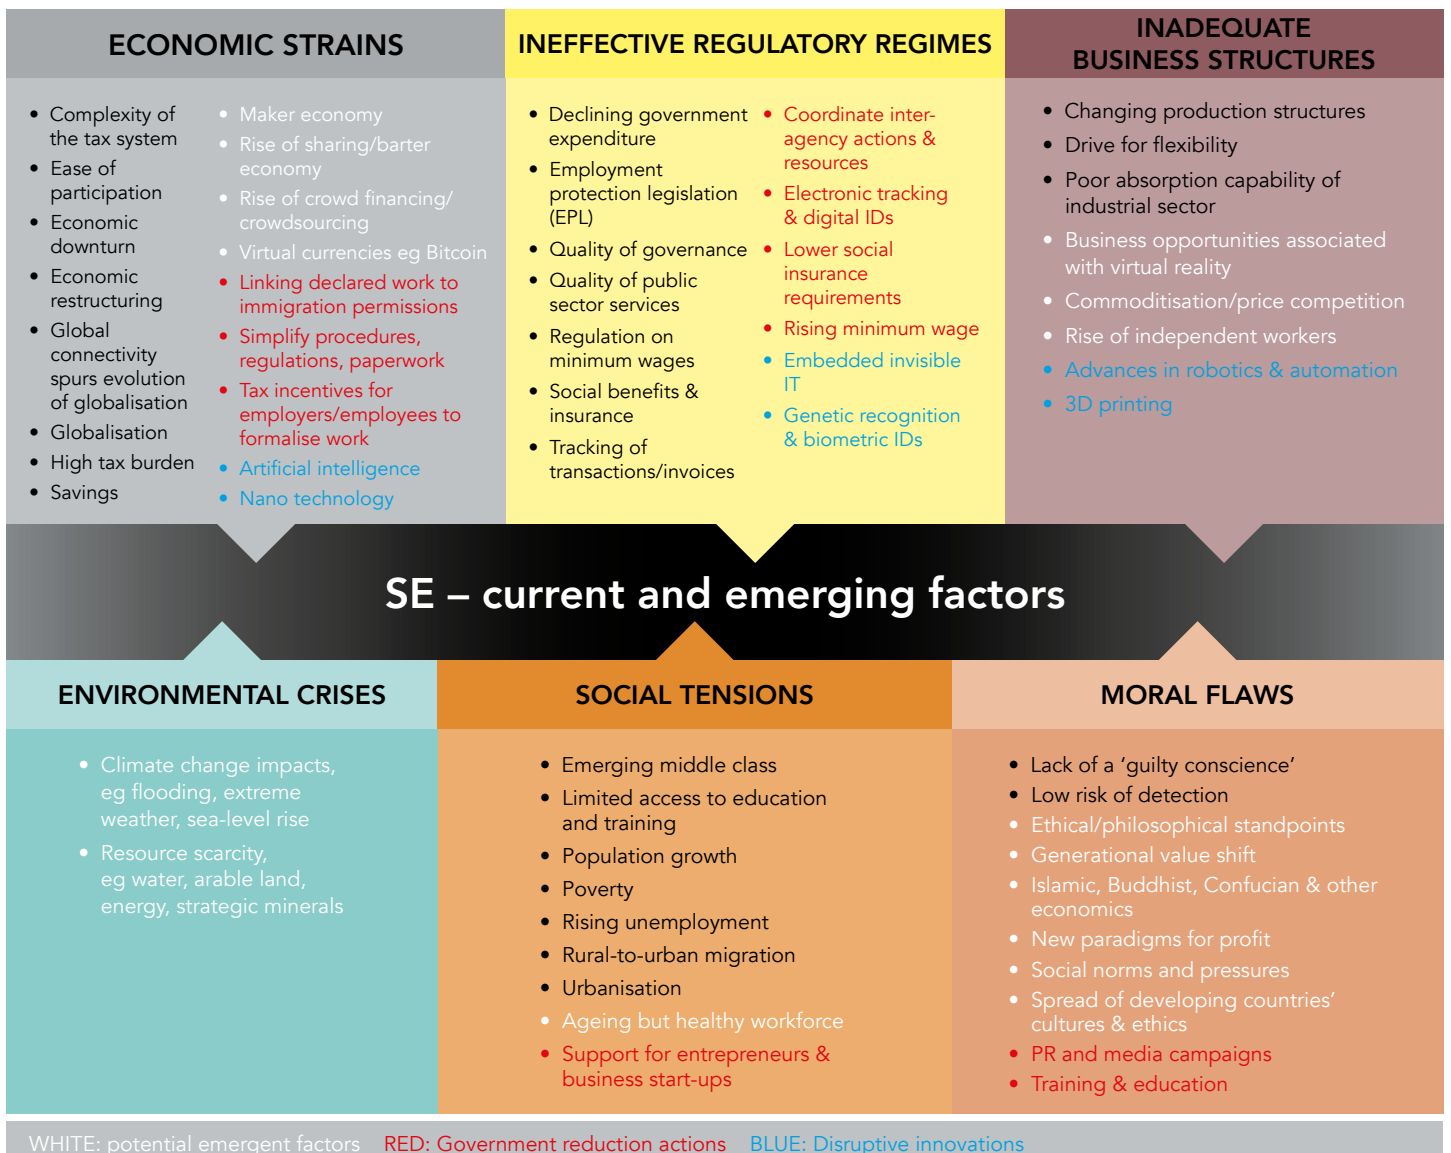 ECONOMIC STRAINS
• Complexity of
the tax system
• Ease of
participation
• Economic
downturn
• Economic
restructuring
• Global
connectivity
spurs evolution
of globalisation
• Globalisation
• High tax burden
• Savings
• Maker economy
• Rise of sharing/barter
economy
• Rise of crowd financing/
crowdsourcing
• Virtual currencies eg Bitcoin
• Linking declared work to
immigration permissions
• Simplify procedures,
regulations, paperwork
• Tax incentives for
employers/employees to
formalise work
• Artificial intelligence
• Nano technology
INEFFECTIVE REGULATORY REGIMES
• Declining government
expenditure
• Employment
protection legislation
(EPL)
• Quality of governance
• Quality of public
sector services
• Regulation on
minimum wages
• Social benefits &
insurance
• Tracking of
transactions/invoices
• Coordinate inter-
agency actions &
resources
• Electronic tracking
& digital IDs
• Lower social
insurance
requirements
• Rising minimum wage
• Embedded invisible
IT
• Genetic recognition
& biometric IDs
INADEQUATE
BUSINESS STRUCTURES
• Changing production structures
• Drive for flexibility
• Poor absorption capability of
industrial sector
• Business opportunities associated
with virtual reality
• Commoditisation/price competition
• Rise of independent workers
• Advances in robotics & automation
• 3D printing
SE – current and emerging factors
ENVIRONMENTAL CRISES
• Climate change impacts,
eg flooding, extreme
weather, sea-level rise
• Resource scarcity,
eg water, arable land,
energy, strategic minerals
SOCIAL TENSIONS
• Emerging middle class
• Limited access to education
and training
• Population growth
• Poverty
• Rising unemployment
• Rural-to-urban migration
• Urbanisation
• Ageing but healthy workforce
• Support for entrepreneurs &
business start-ups
MORAL FLAWS
• Lack of a ‘guilty conscience’
• Low risk of detection
• Ethical/philosophical standpoints
• Generational value shift
• Islamic, Buddhist, Confucian & other
economics
• New paradigms for profit
• Social norms and pressures
• Spread of developing countries’
cultures & ethics
• PR and media campaigns
• Training & education
WHITE: potential emergent factors RED: Government reduction actions BLUE: Disruptive innovations